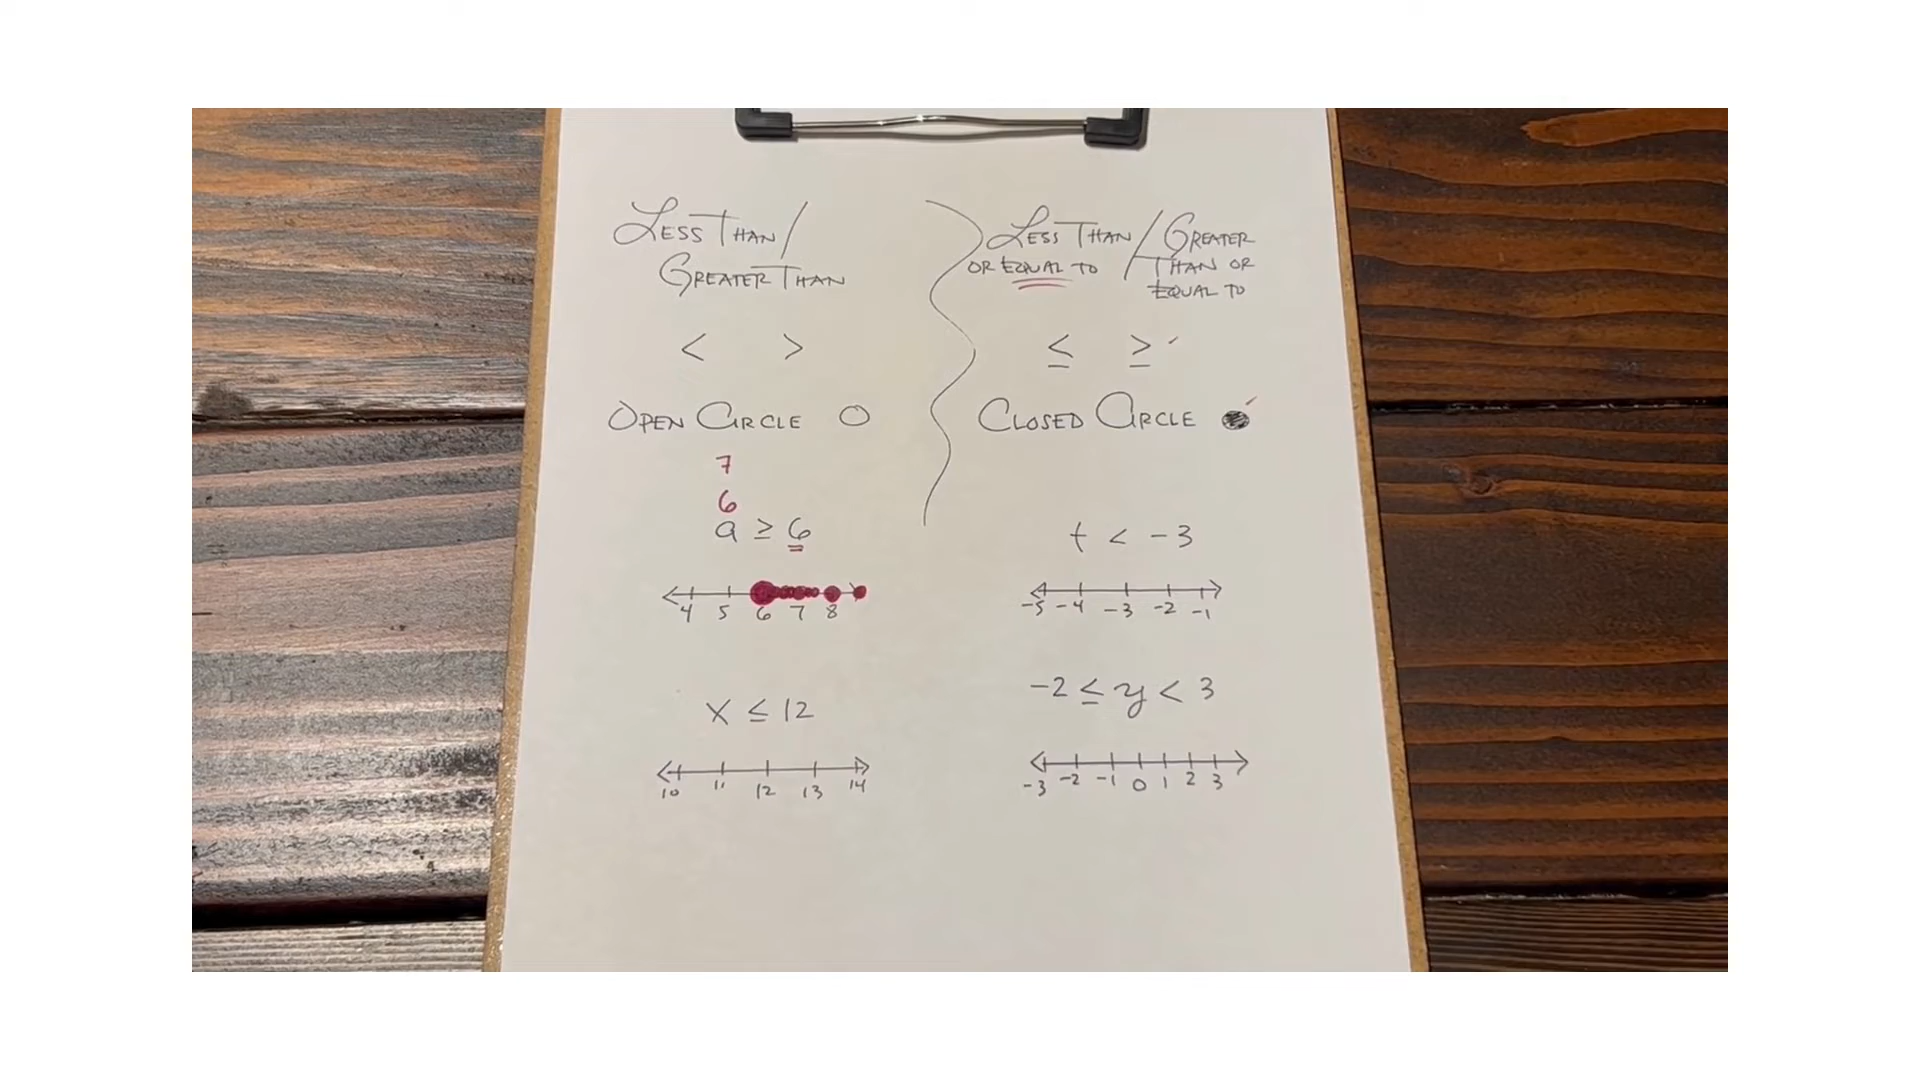 LESS THAN/
GREATER THAN
< >
OPEN CIRCLE O
7
6
a ≥ 6
4 5 6 7 8
x ≤ 12
10 11 12 13 14
LESS THAN / GREATER
OR EQUAL TO THAN OR
EQUAL TO
≤ ≥
CLOSED CIRCLE ●
t < -3
-5 -4 -3 -2 -1
-2 ≤ y < 3
-3 -2 -1 0 1 2 3